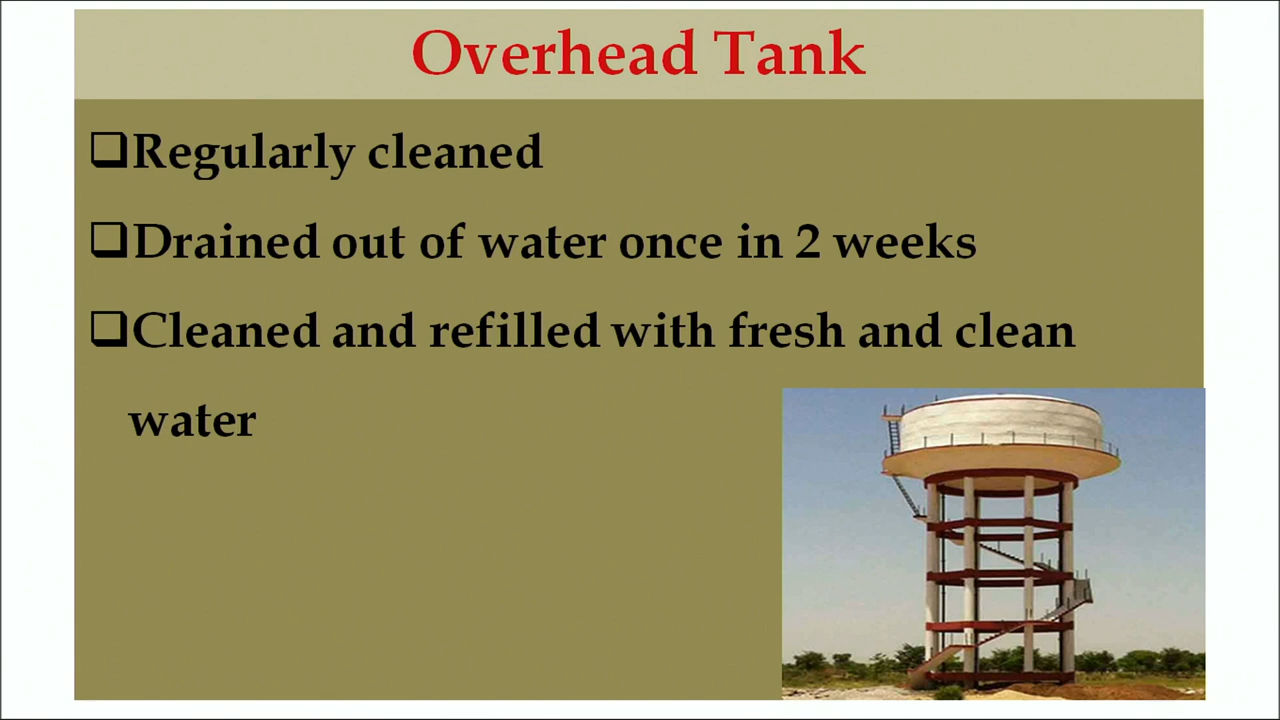 Overhead Tank
❑Regularly cleaned
❑Drained out of water once in 2 weeks
❑Cleaned and refilled with fresh and clean
water